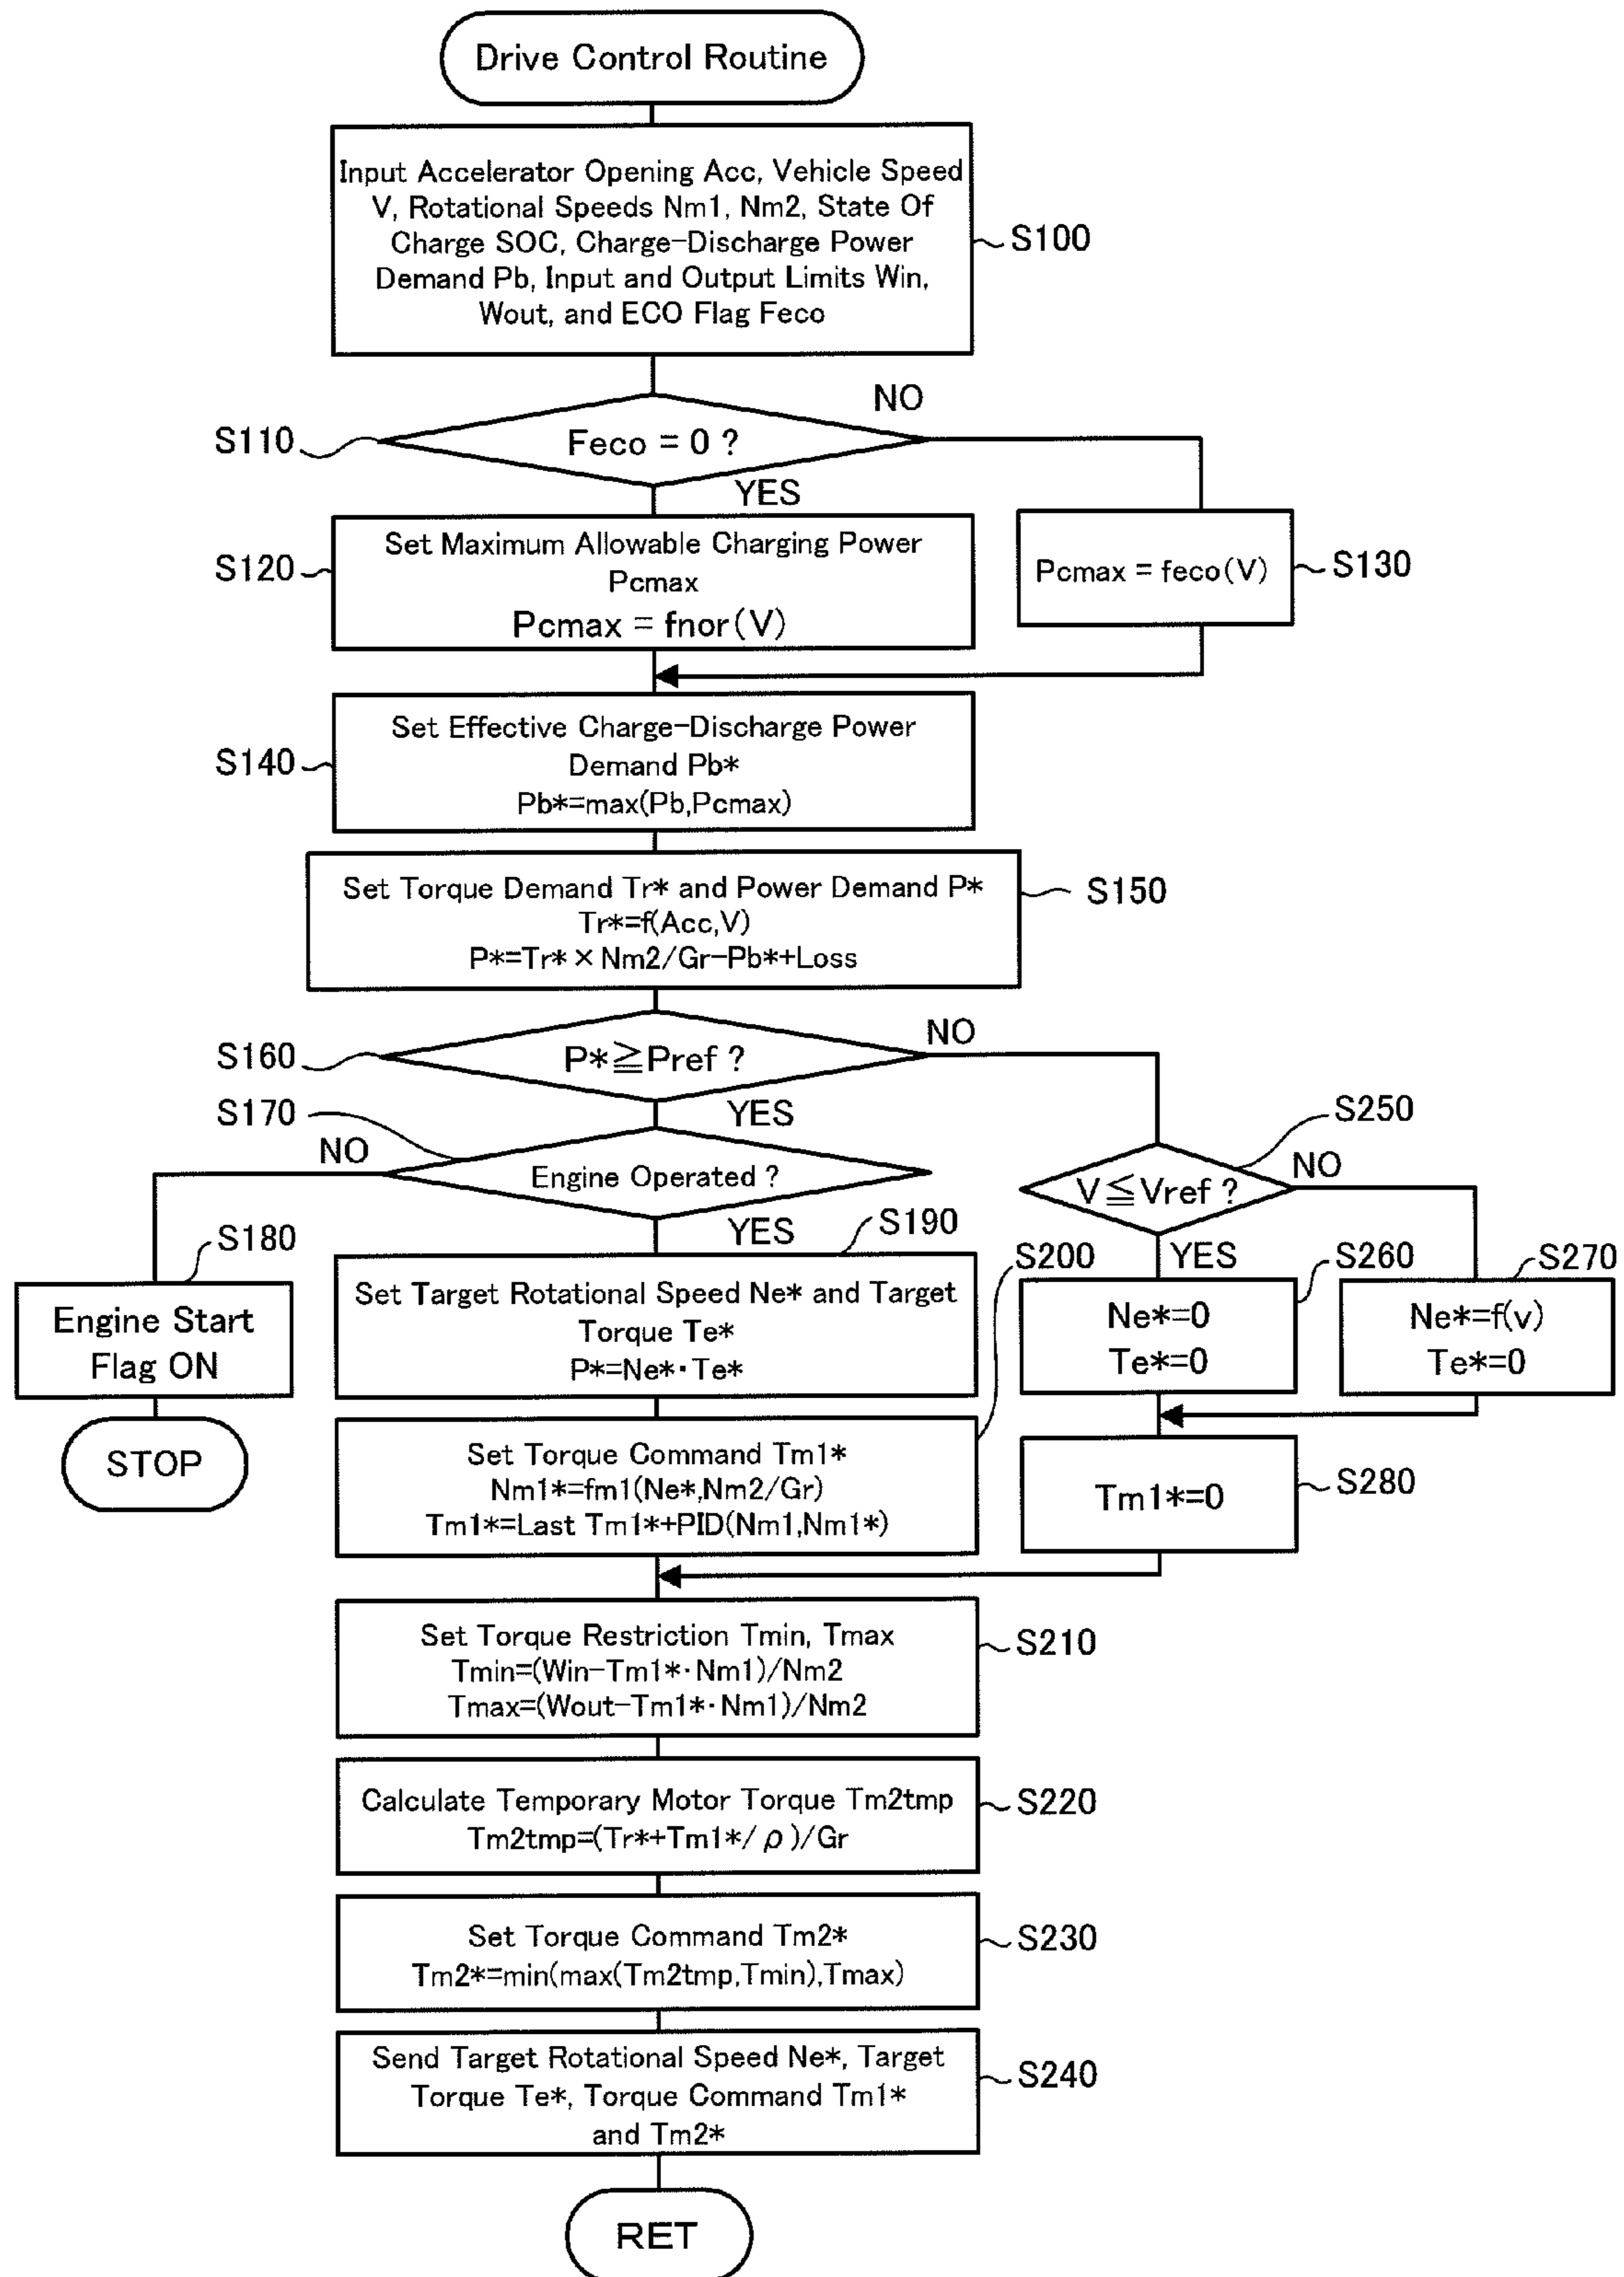 Drive Control Routine
Input Accelerator Opening Acc, Vehicle Speed
V, Rotational Speeds Nm1, Nm2, State Of
Charge SOC, Charge-Discharge Power
Demand Pb, Input and Output Limits Win,
Wout, and ECO Flag Feco
S100
S110
Feco = 0 ?
NO
YES
S120
Set Maximum Allowable Charging Power
Pcmax
Pcmax = fnor(V)
Pcmax = feco(V)
S130
S140
Set Effective Charge-Discharge Power
Demand Pb*
Pb*=max(Pb,Pcmax)
Set Torque Demand Tr* and Power Demand P*
Tr*=f(Acc,V)
P*=Tr*×Nm2/Gr-Pb*+Loss
S150
S160
P*≧Pref ?
NO
YES
S170
NO
Engine Operated ?
YES
S250
V≦Vref ?
NO
YES
S180
Engine Start
Flag ON
STOP
S190
Set Target Rotational Speed Ne* and Target
Torque Te*
P*=Ne*・Te*
S200
Set Torque Command Tm1*
Nm1*=fm1(Ne*,Nm2/Gr)
Tm1*=Last Tm1*+PID(Nm1,Nm1*)
S260
Ne*=0
Te*=0
S270
Ne*=f(v)
Te*=0
Tm1*=0
S280
Set Torque Restriction Tmin, Tmax
Tmin=(Win-Tm1*・Nm1)/Nm2
Tmax=(Wout-Tm1*・Nm1)/Nm2
S210
Calculate Temporary Motor Torque Tm2tmp
Tm2tmp=(Tr*+Tm1*/ρ)/Gr
S220
Set Torque Command Tm2*
Tm2*=min(max(Tm2tmp,Tmin),Tmax)
S230
Send Target Rotational Speed Ne*, Target
Torque Te*, Torque Command Tm1*
and Tm2*
S240
RET